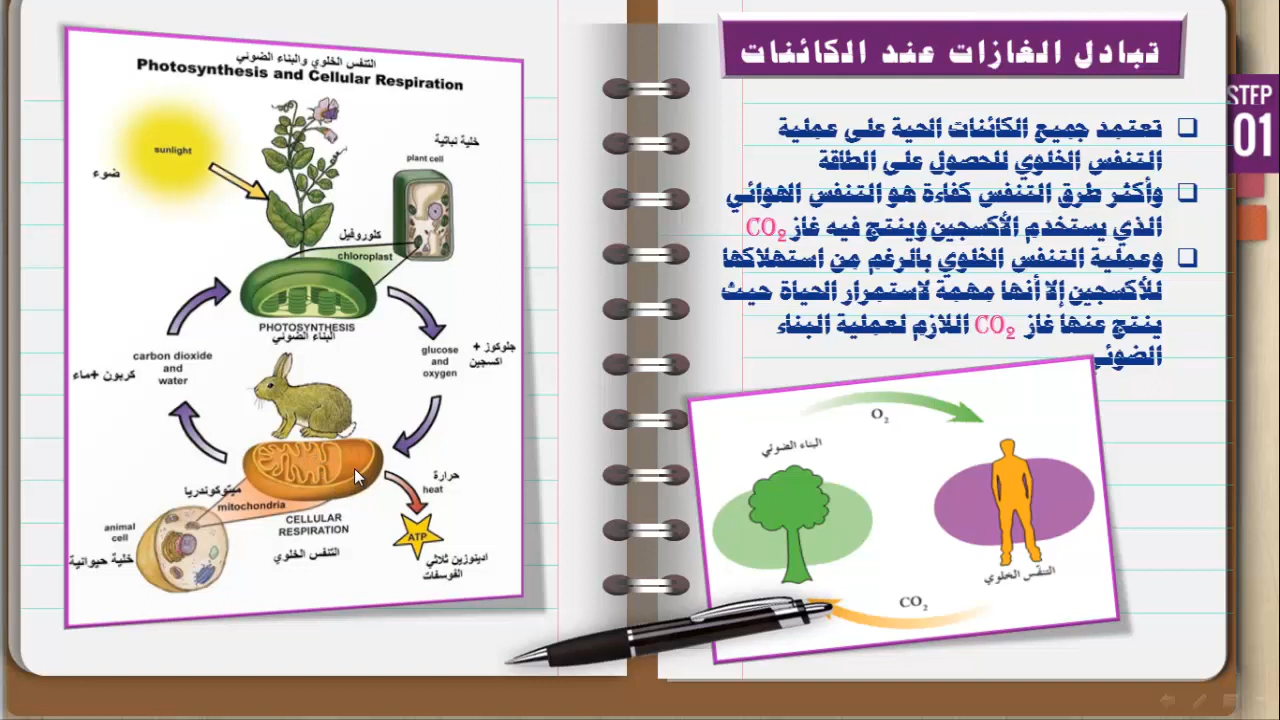 تبادل الغازات عند الكائنات
STEP
01
❑ تعتمد جميع الكائنات الحية على عملية
التنفس الخلوي للحصول على الطاقة
❑ وأكثر طرق التنفس كفاءة هو التنفس الهوائي
الذي يستخدم الأكسجين وينتج فيه غاز CO₂
❑ وعملية التنفس الخلوي بالرغم من استهلاكها
للأكسجين إلا أنها مهمة لاستمرار الحياة حيث
ينتج عنها غاز CO₂ اللازم لعملية البناء
الضوئي
O₂
البناء الضوئي
التنفّس الخلوي
CO₂
التنفس الخلوي والبناء الضوئي
Photosynthesis and Cellular Respiration
sunlight
ضوء
خلية نباتية
plant cell
كلوروفيل
chloroplast
PHOTOSYNTHESIS
البناء الضوئي
carbon dioxide
and
water
كربون +ماء
glucose
and
oxygen
جلوكوز +
اكسجين
ميتوكوندريا
mitochondria
حرارة
heat
ATP
ادينوزين ثلاثي
الفوسفات
CELLULAR
RESPIRATION
التنفس الخلوي
animal
cell
خلية حيوانية